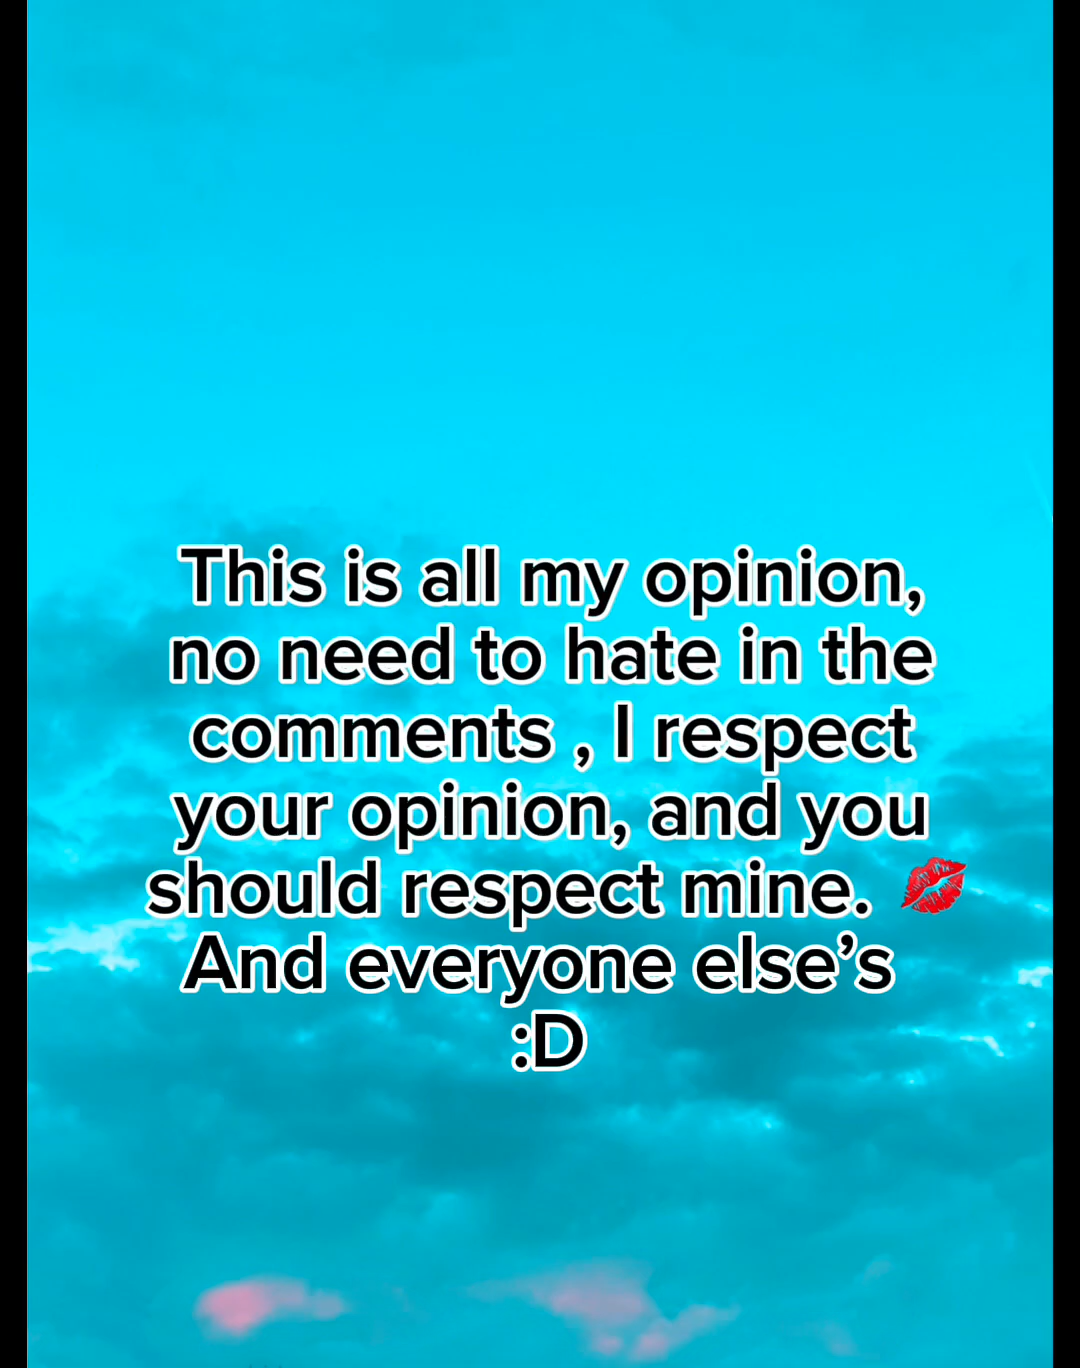 This is all my opinion,
no need to hate in the
comments , I respect
your opinion, and you
should respect mine. 💋
And everyone else’s
:D